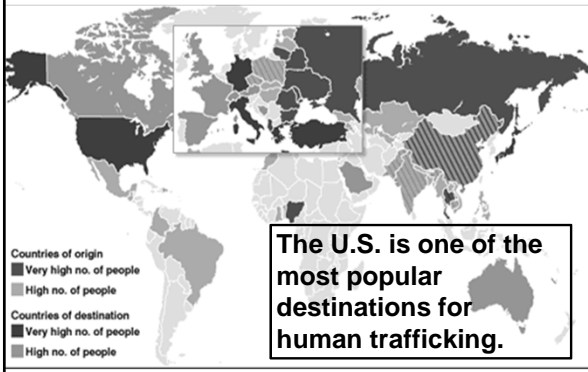 Countries of origin
Very high no. of people
High no. of people
Countries of destination
Very high no. of people
High no. of people
The U.S. is one of the
most popular
destinations for
human trafficking.